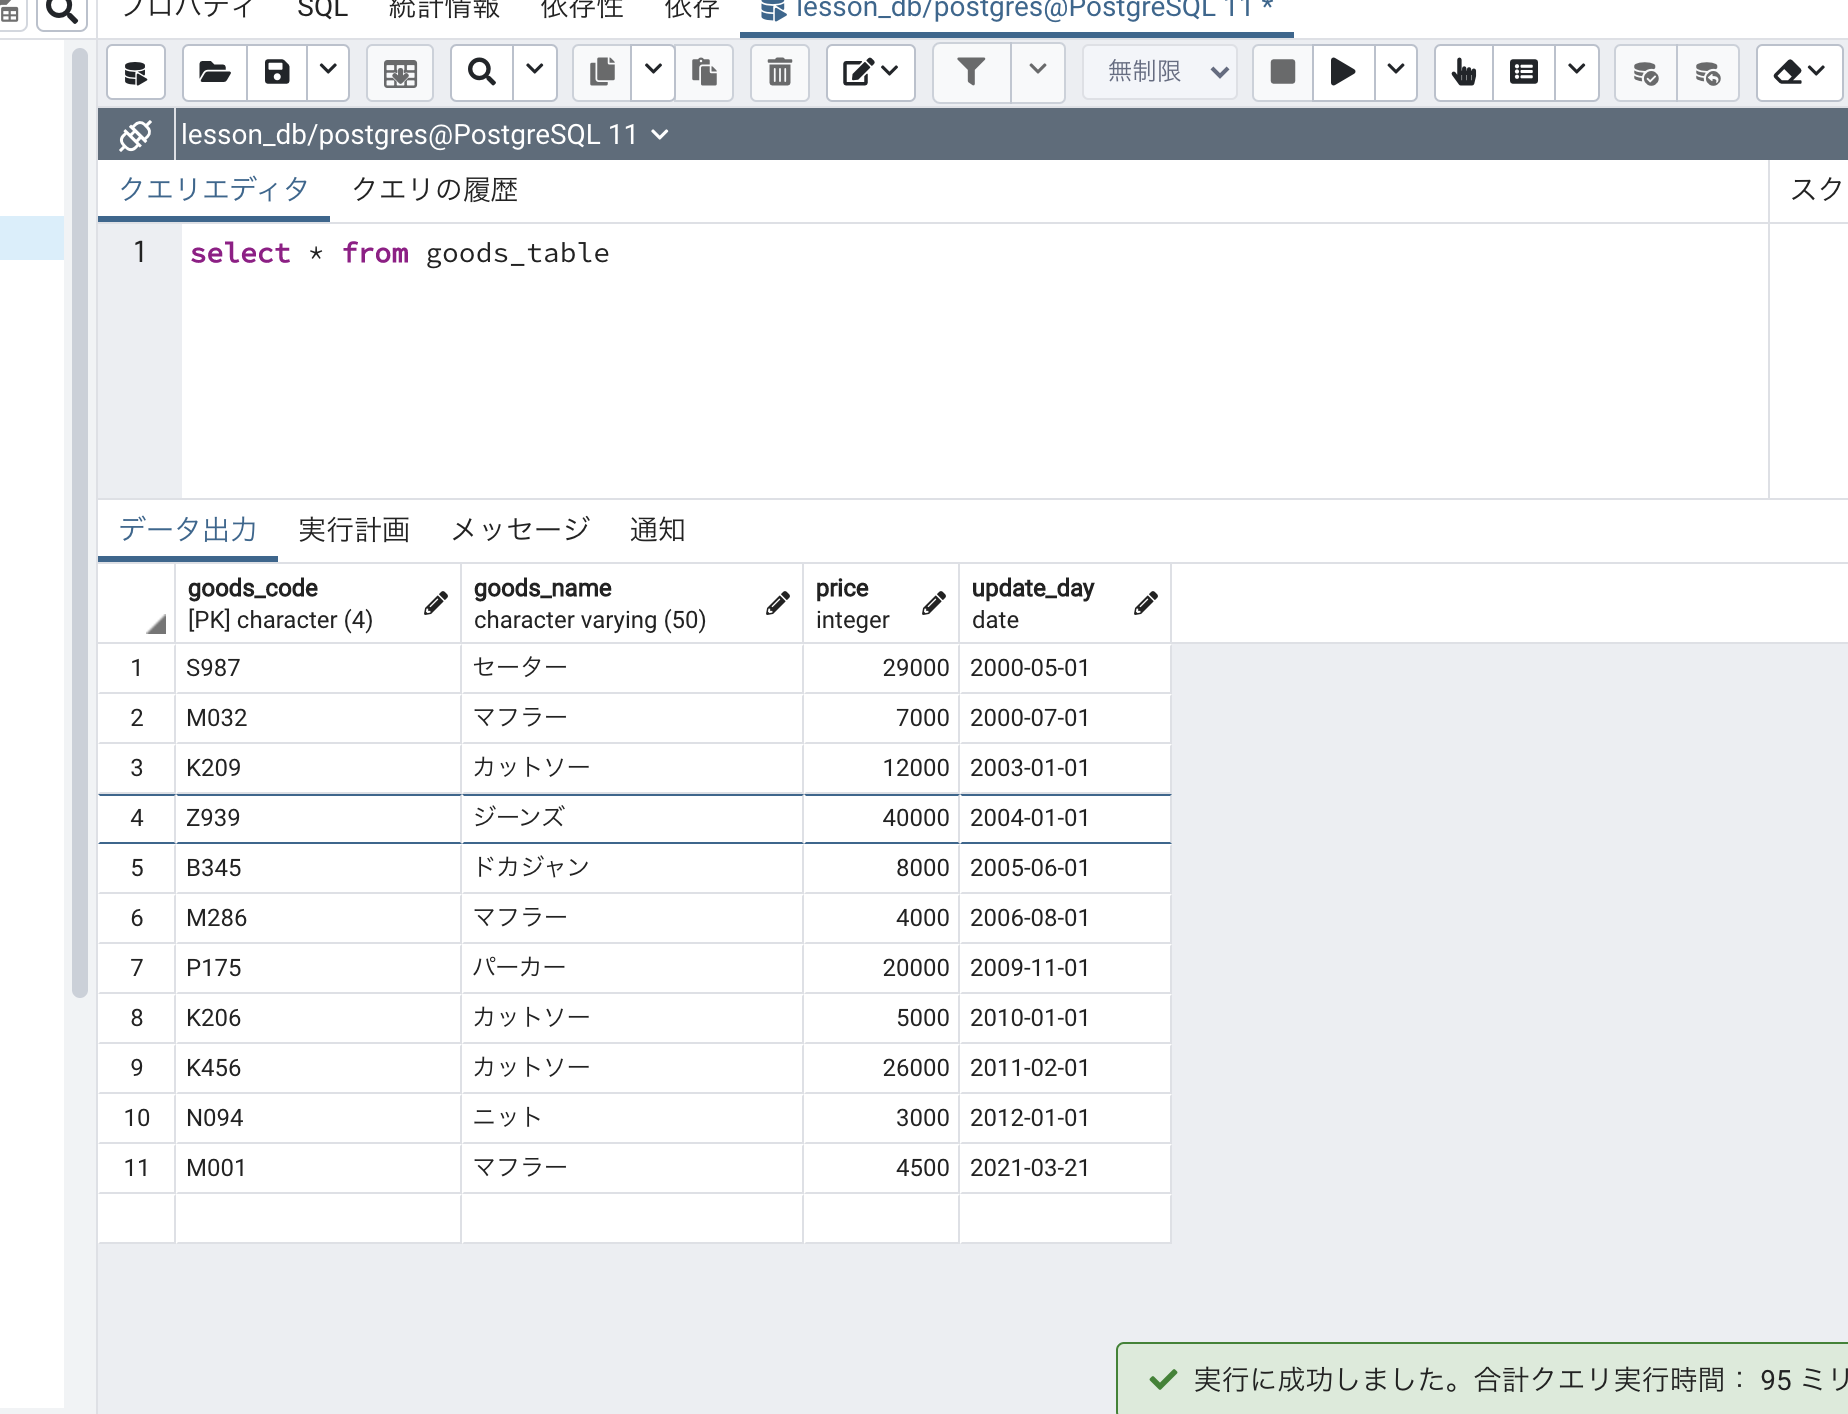 プロパティ SQL 統計情報 依存性 依存 lesson_db/postgres@PostgreSQL 11 *
無制限
lesson_db/postgres@PostgreSQL 11
クエリエディタ クエリの履歴 スク
1 select * from goods_table
データ出力 実行計画 メッセージ 通知
goods_code goods_name price update_day
[PK] character (4) character varying (50) integer date
1 S987 セーター 29000 2000-05-01
2 M032 マフラー 7000 2000-07-01
3 K209 カットソー 12000 2003-01-01
4 Z939 ジーンズ 40000 2004-01-01
5 B345 ドカジャン 8000 2005-06-01
6 M286 マフラー 4000 2006-08-01
7 P175 パーカー 20000 2009-11-01
8 K206 カットソー 5000 2010-01-01
9 K456 カットソー 26000 2011-02-01
10 N094 ニット 3000 2012-01-01
11 M001 マフラー 4500 2021-03-21
実行に成功しました。合計クエリ実行時間： 95 ミリ